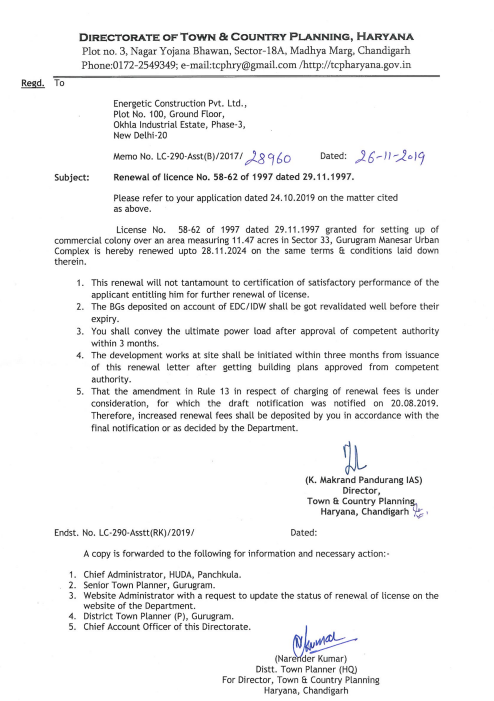 DIRECTORATE OF TOWN & COUNTRY PLANNING, HARYANA
Plot no. 3, Nagar Yojana Bhawan, Sector-18A, Madhya Marg, Chandigarh
Phone:0172-2549349; e-mail:tcphry@gmail.com /http://tcpharyana.gov.in
Regd. To
Energetic Construction Pvt. Ltd.,
Plot No. 100, Ground Floor,
Okhla Industrial Estate, Phase-3,
New Delhi-20
Memo No. LC-290-Asst(B)/2017/ 28960 Dated: 26-11-2019
Subject: Renewal of licence No. 58-62 of 1997 dated 29.11.1997.
Please refer to your application dated 24.10.2019 on the matter cited
as above.
License No. 58-62 of 1997 dated 29.11.1997 granted for setting up of
commercial colony over an area measuring 11.47 acres in Sector 33, Gurugram Manesar Urban
Complex is hereby renewed upto 28.11.2024 on the same terms & conditions laid down
therein.
1. This renewal will not tantamount to certification of satisfactory performance of the
applicant entitling him for further renewal of license.
2. The BGs deposited on account of EDC/IDW shall be got revalidated well before their
expiry.
3. You shall convey the ultimate power load after approval of competent authority
within 3 months.
4. The development works at site shall be initiated within three months from issuance
of this renewal letter after getting building plans approved from competent
authority.
5. That the amendment in Rule 13 in respect of charging of renewal fees is under
consideration, for which the draft notification was notified on 20.08.2019.
Therefore, increased renewal fees shall be deposited by you in accordance with the
final notification or as decided by the Department.
(K. Makrand Pandurang IAS)
Director,
Town & Country Planning,
Haryana, Chandigarh
Endst. No. LC-290-Asstt(RK)/2019/ Dated:
A copy is forwarded to the following for information and necessary action:-
1. Chief Administrator, HUDA, Panchkula.
2. Senior Town Planner, Gurugram.
3. Website Administrator with a request to update the status of renewal of license on the
website of the Department.
4. District Town Planner (P), Gurugram.
5. Chief Account Officer of this Directorate.
(Narender Kumar)
Distt. Town Planner (HQ)
For Director, Town & Country Planning
Haryana, Chandigarh